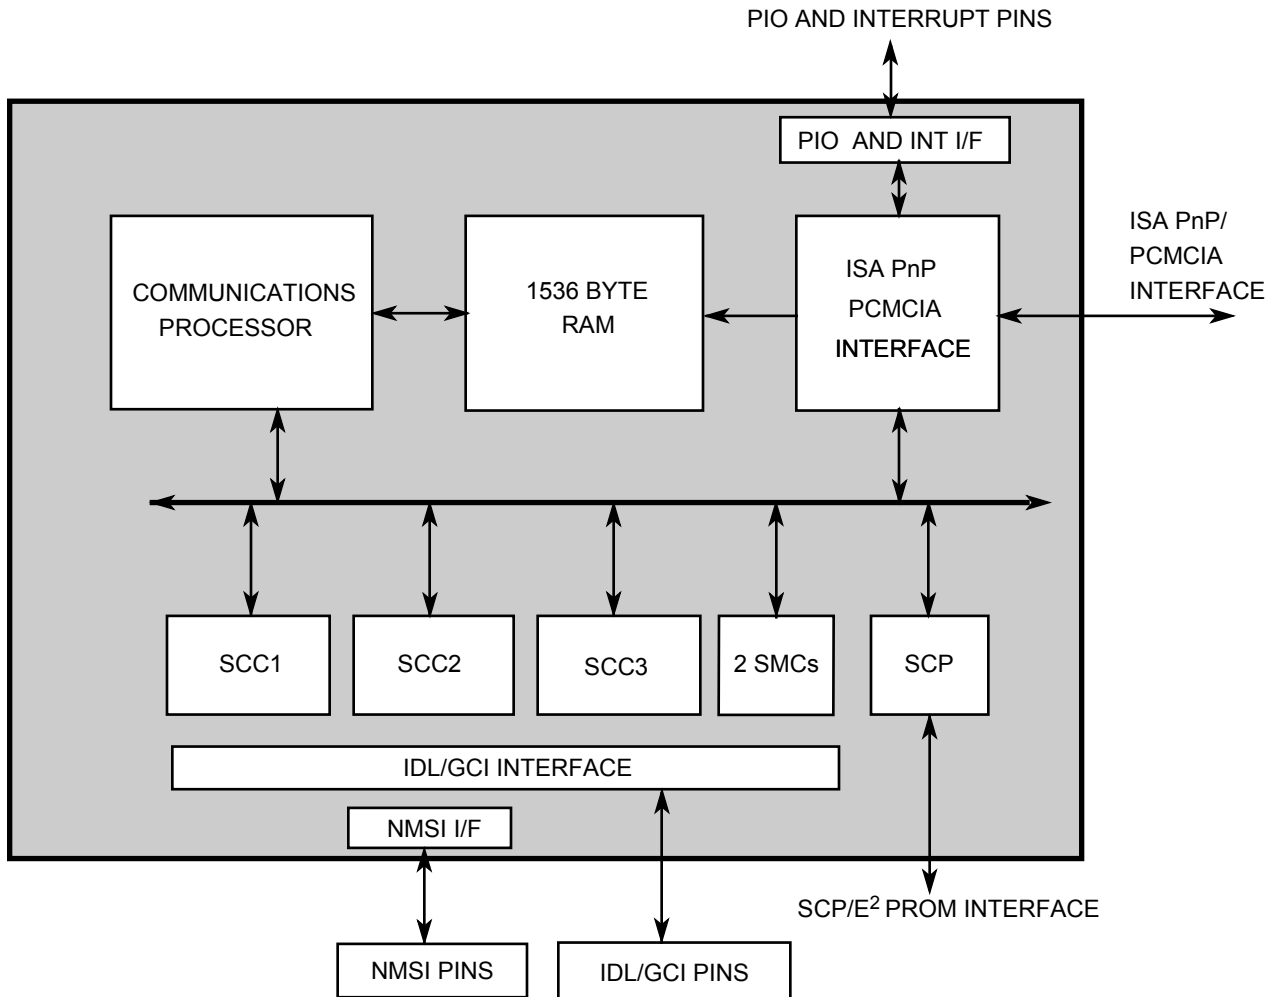 PIO AND INTERRUPT PINS
PIO AND INT I/F
ISA PnP/
PCMCIA
INTERFACE
COMMUNICATIONS
PROCESSOR
1536 BYTE
RAM
ISA PnP
PCMCIA
INTERFACE
SCC1
SCC2
SCC3
2 SMCs
SCP
IDL/GCI INTERFACE
NMSI I/F
SCP/E² PROM INTERFACE
NMSI PINS
IDL/GCI PINS